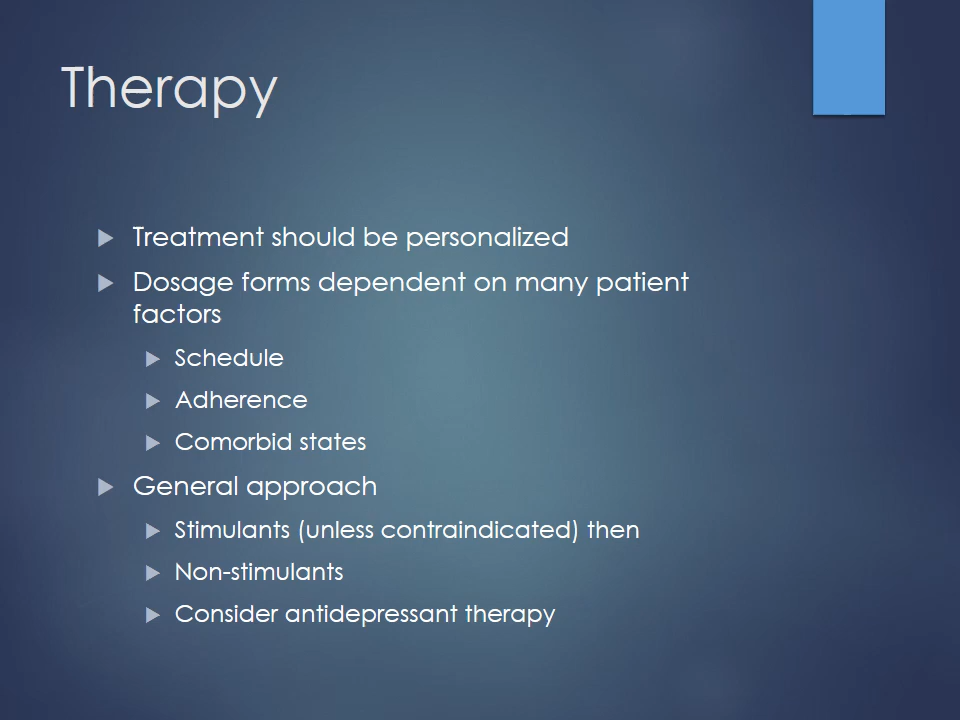 Therapy
Treatment should be personalized
Dosage forms dependent on many patient
factors
Schedule
Adherence
Comorbid states
General approach
Stimulants (unless contraindicated) then
Non-stimulants
Consider antidepressant therapy